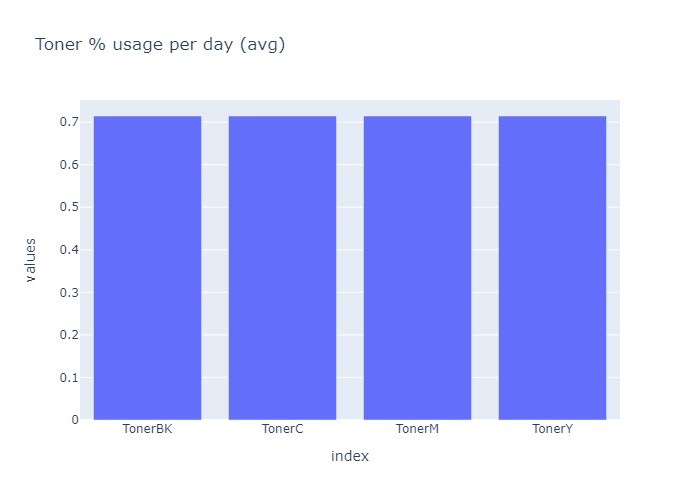 Toner % usage per day (avg)
0.7
0.6
0.5
0.4
0.3
0.2
0.1
0
values
TonerBK
TonerC
TonerM
TonerY
index